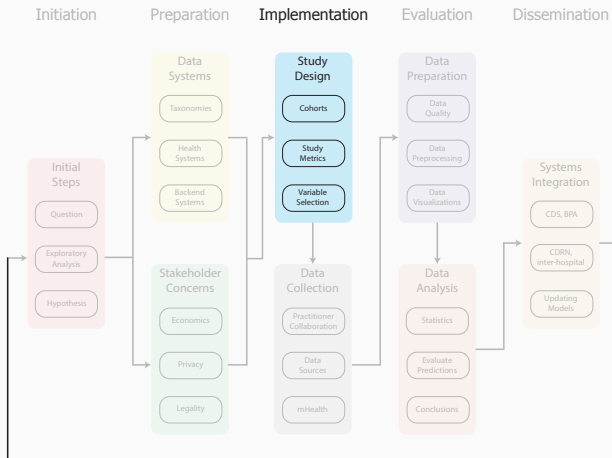 Initiation
Preparation
Implementation
Evaluation
Dissemination
Initial
Steps
Question
Exploratory
Analysis
Hypothesis
Data
Systems
Taxonomies
Health
Systems
Backend
Systems
Stakeholder
Concerns
Economics
Privacy
Legality
Study
Design
Cohorts
Study
Metrics
Variable
Selection
Data
Collection
Practitioner
Collaboration
Data
Sources
mHealth
Data
Preparation
Data
Quality
Data
Preprocessing
Data
Visualizations
Data
Analysis
Statistics
Evaluate
Predictions
Conclusions
Systems
Integration
CDS, BPA
CDRN,
inter-hospital
Updating
Models